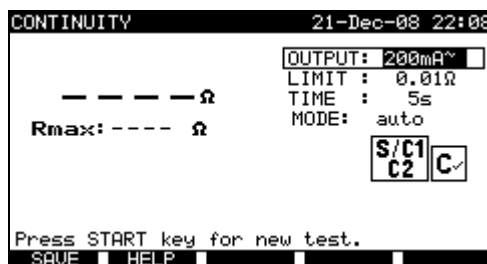 CONTINUITY 21-Dec-08 22:08
OUTPUT: 200mA~
LIMIT : 0.01Ω
– – – –Ω TIME : 5s
Rmax:---- Ω MODE: auto
S/C1
C2 C✓
Press START key for new test.
SAVE HELP